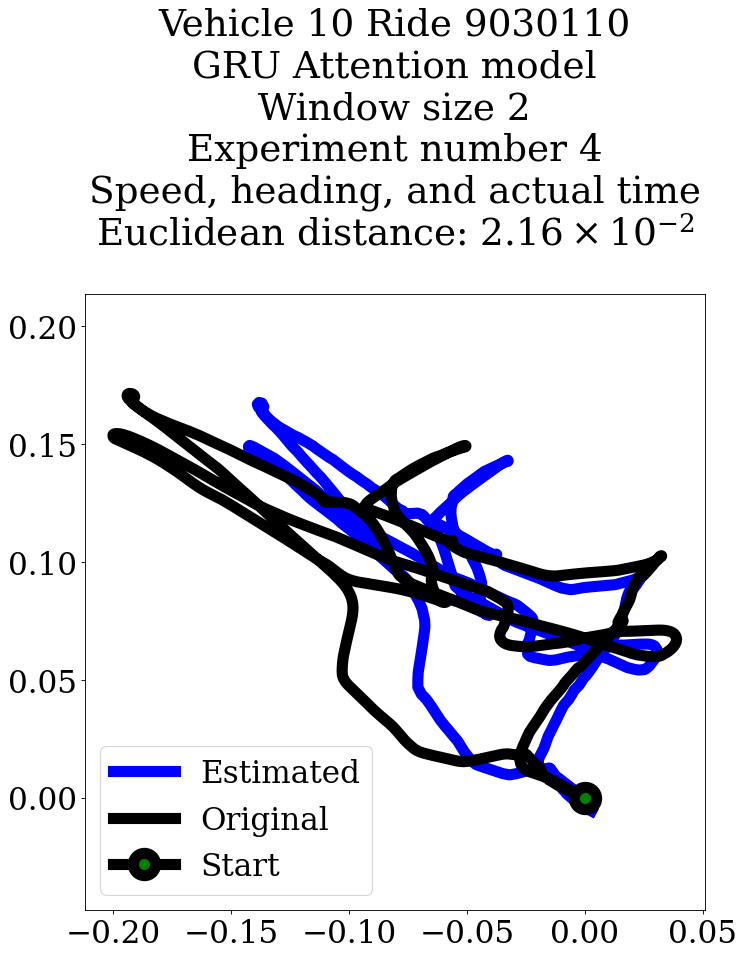 Vehicle 10 Ride 9030110
GRU Attention model
Window size 2
Experiment number 4
Speed, heading, and actual time
Euclidean distance: 2.16 × 10⁻²
0.20
0.15
0.10
0.05
0.00
Estimated
Original
Start
−0.20 −0.15 −0.10 −0.05 0.00 0.05